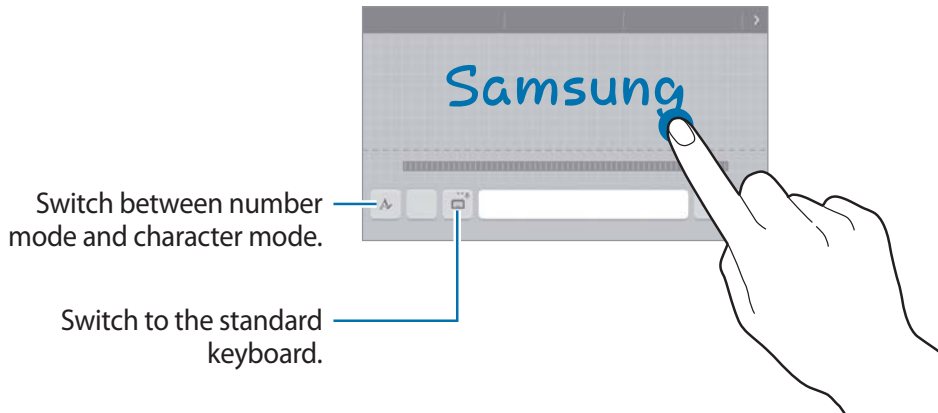 Samsung
Switch between number
mode and character mode.
Switch to the standard
keyboard.